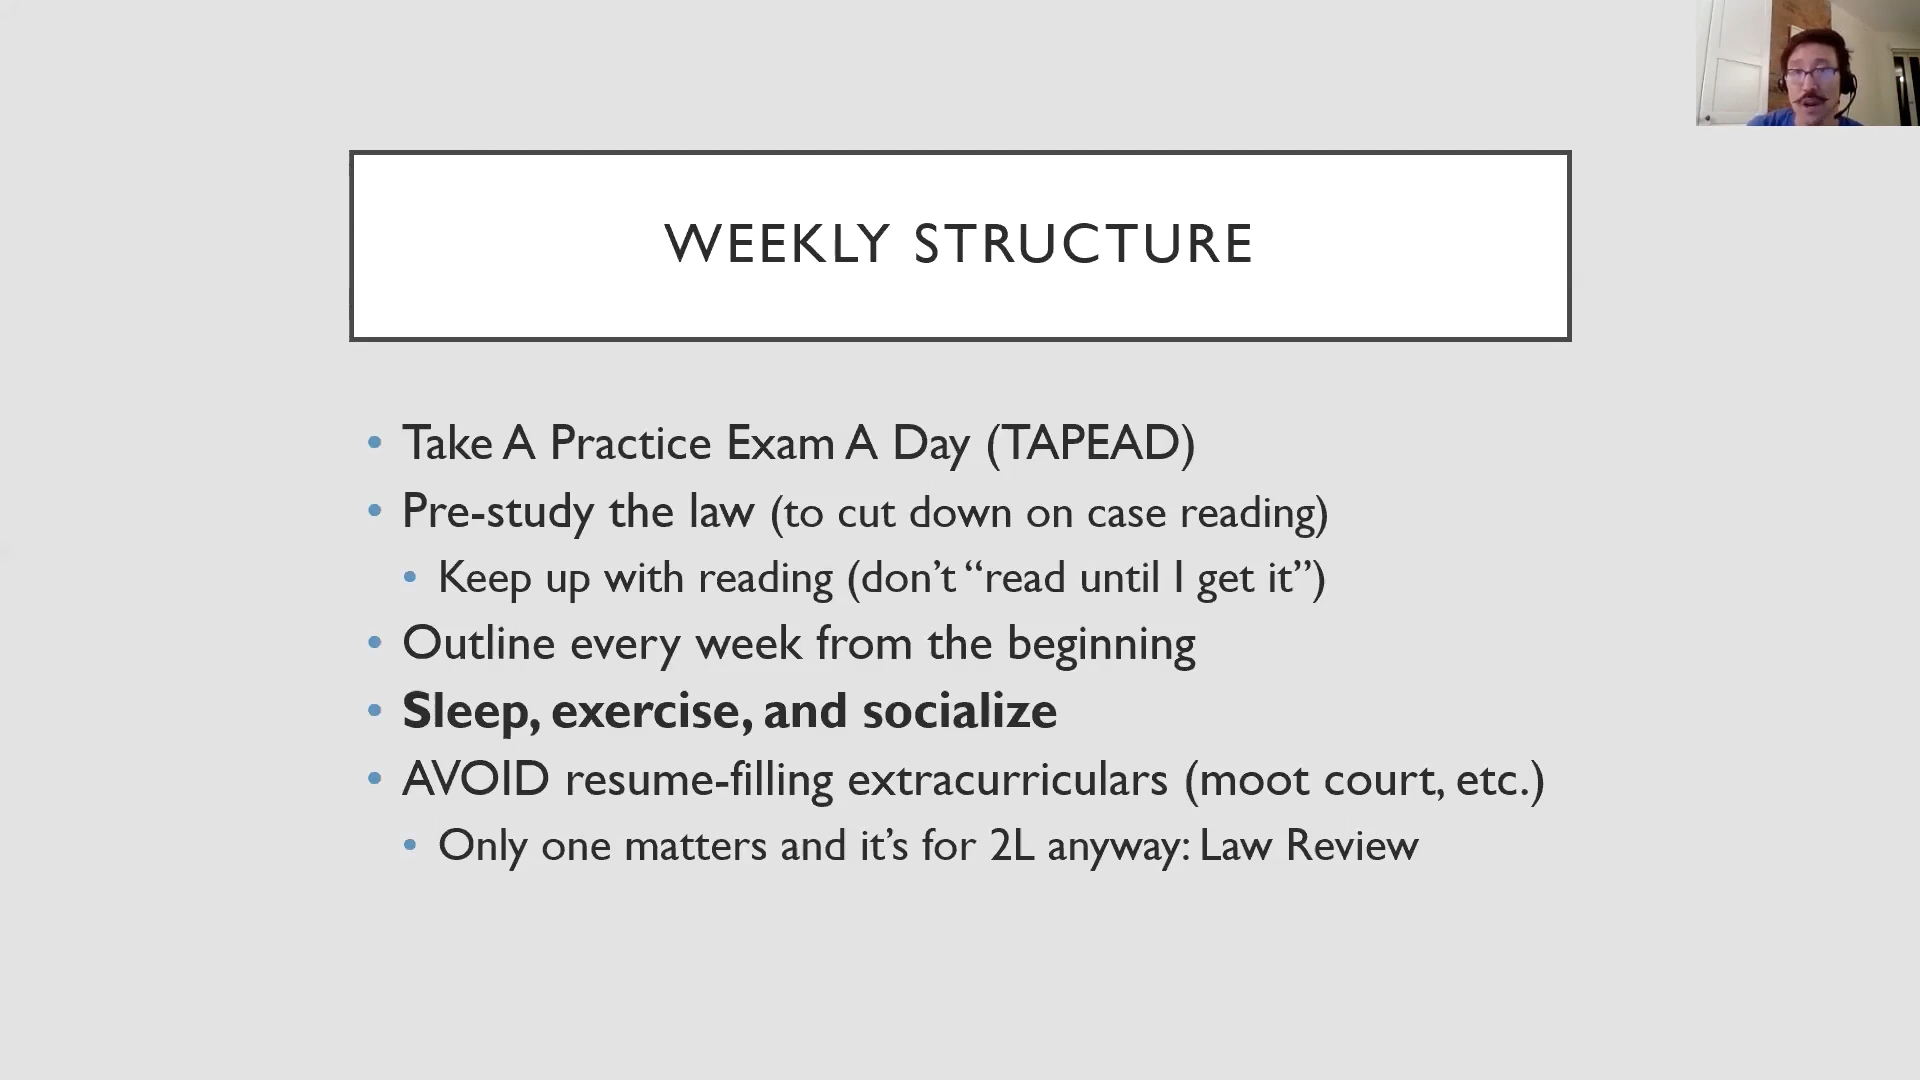 WEEKLY STRUCTURE
Take A Practice Exam A Day (TAPEAD)
Pre-study the law (to cut down on case reading)
Keep up with reading (don’t “read until I get it”)
Outline every week from the beginning
Sleep, exercise, and socialize
AVOID resume-filling extracurriculars (moot court, etc.)
Only one matters and it’s for 2L anyway: Law Review